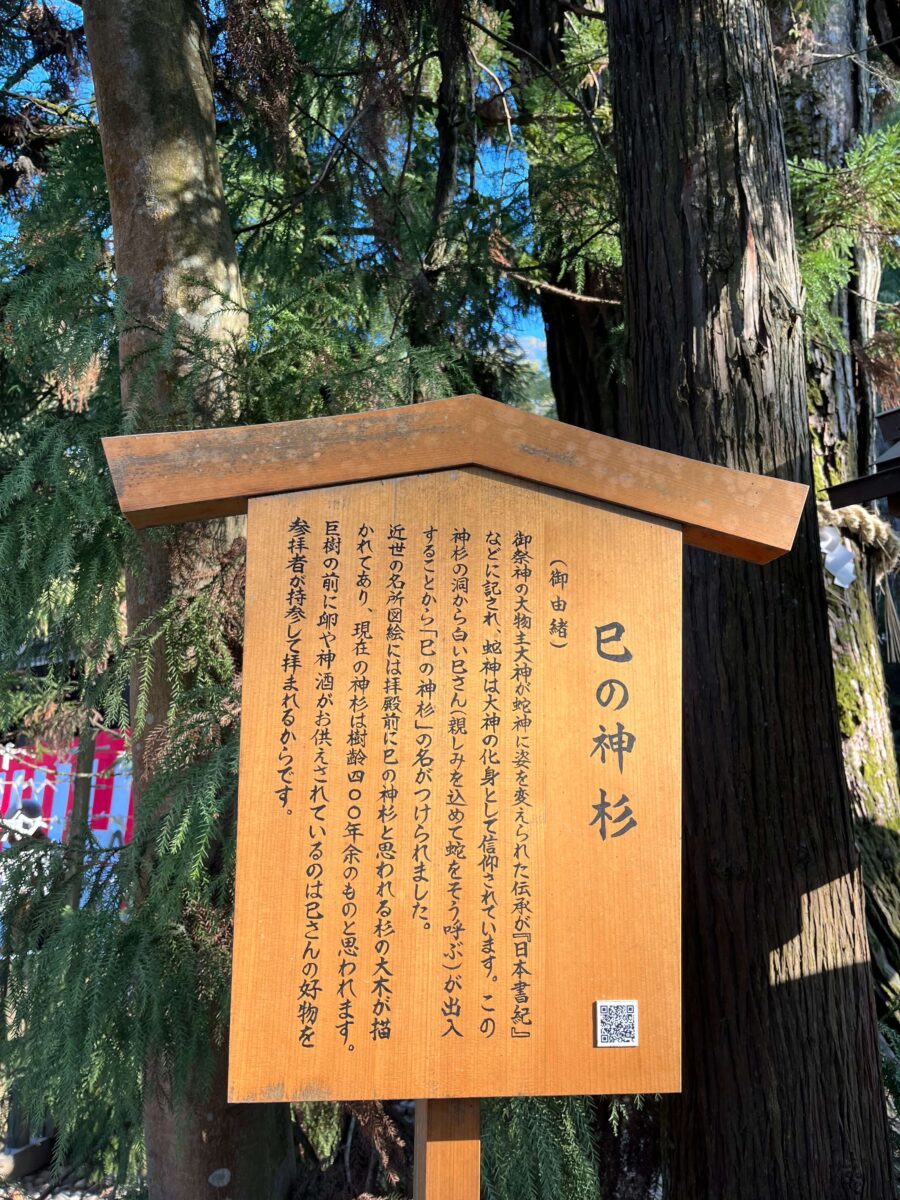 巳の神杉
(御由緒)
御祭神の大物主大神が蛇神に姿を変えられた伝承が『日本書紀』
などに記され、蛇神は大神の化身として信仰されています。この
神杉の洞から白い巳さん(親しみを込めて蛇をそう呼ぶ)が出入
することから「巳の神杉」の名がつけられました。
近世の名所図絵には拝殿前に巳の神杉と思われる杉の大木が描
かれてあり、現在の神杉は樹齢四〇〇年余のものと思われます。
巨樹の前に卵や神酒がお供えされているのは巳さんの好物を
参拝者が持参して拝まれるからです。